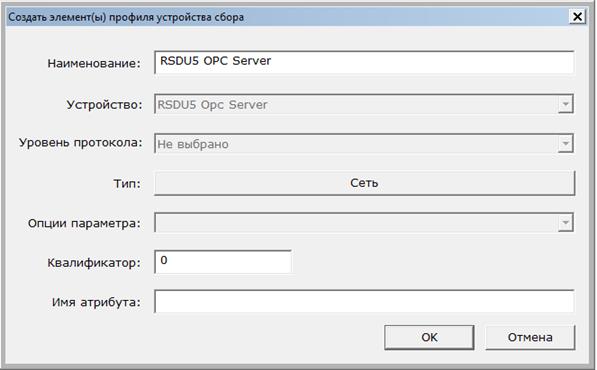 Создать элемент(ы) профиля устройства сбора
Наименование: RSDU5 OPC Server
Устройство: RSDU5 Opc Server
Уровень протокола: Не выбрано
Тип: Сеть
Опции параметра:
Квалификатор: 0
Имя атрибута:
OK Отмена